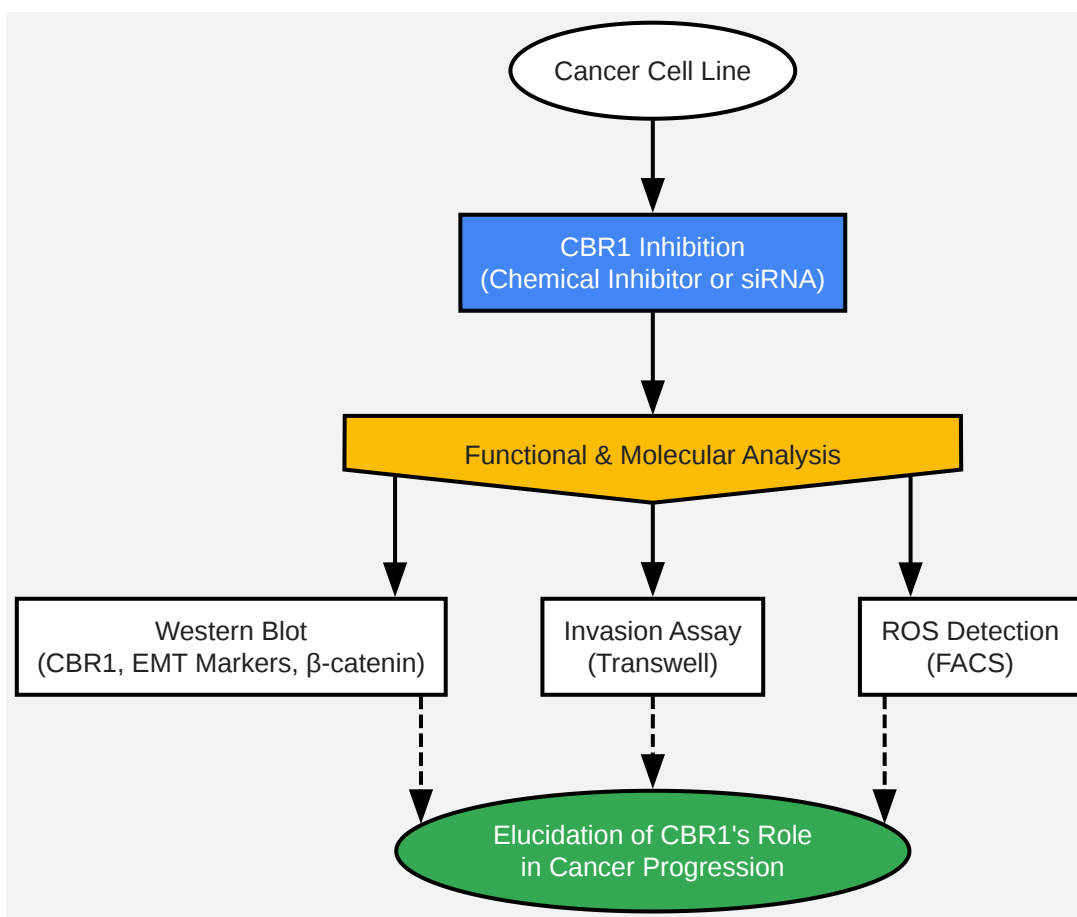 Cancer Cell Line
CBR1 Inhibition
(Chemical Inhibitor or siRNA)
Functional & Molecular Analysis
Western Blot
(CBR1, EMT Markers, β-catenin)
Invasion Assay
(Transwell)
ROS Detection
(FACS)
Elucidation of CBR1's Role
in Cancer Progression